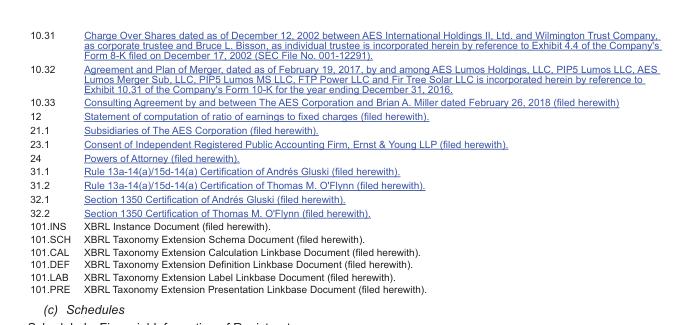 10.31 Charge Over Shares dated as of December 12, 2002 between AES International Holdings II, Ltd. and Wilmington Trust Company,
as corporate trustee and Bruce L. Bisson, as individual trustee is incorporated herein by reference to Exhibit 4.4 of the Company's
Form 8-K filed on December 17, 2002 (SEC File No. 001-12291).
10.32 Agreement and Plan of Merger, dated as of February 19, 2017, by and among AES Lumos Holdings, LLC, PIP5 Lumos LLC, AES
Lumos Merger Sub, LLC, PIP5 Lumos MS LLC, FTP Power LLC and Fir Tree Solar LLC is incorporated herein by reference to
Exhibit 10.31 of the Company's Form 10-K for the year ending December 31, 2016.
10.33 Consulting Agreement by and between The AES Corporation and Brian A. Miller dated February 26, 2018 (filed herewith)
12 Statement of computation of ratio of earnings to fixed charges (filed herewith).
21.1 Subsidiaries of The AES Corporation (filed herewith).
23.1 Consent of Independent Registered Public Accounting Firm, Ernst & Young LLP (filed herewith).
24 Powers of Attorney (filed herewith).
31.1 Rule 13a-14(a)/15d-14(a) Certification of Andrés Gluski (filed herewith).
31.2 Rule 13a-14(a)/15d-14(a) Certification of Thomas M. O'Flynn (filed herewith).
32.1 Section 1350 Certification of Andrés Gluski (filed herewith).
32.2 Section 1350 Certification of Thomas M. O'Flynn (filed herewith).
101.INS XBRL Instance Document (filed herewith).
101.SCH XBRL Taxonomy Extension Schema Document (filed herewith).
101.CAL XBRL Taxonomy Extension Calculation Linkbase Document (filed herewith).
101.DEF XBRL Taxonomy Extension Definition Linkbase Document (filed herewith).
101.LAB XBRL Taxonomy Extension Label Linkbase Document (filed herewith).
101.PRE XBRL Taxonomy Extension Presentation Linkbase Document (filed herewith).
(c) Schedules